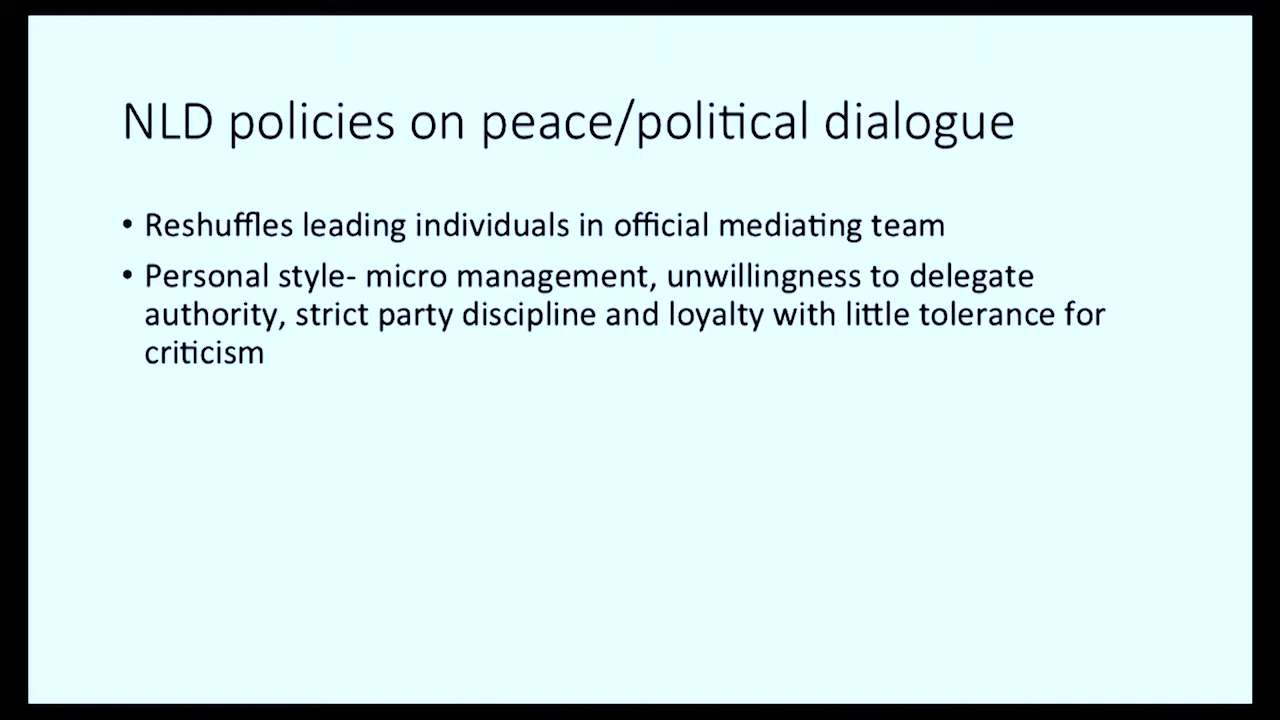 NLD policies on peace/political dialogue
• Reshuffles leading individuals in official mediating team
• Personal style- micro management, unwillingness to delegate
authority, strict party discipline and loyalty with little tolerance for
criticism